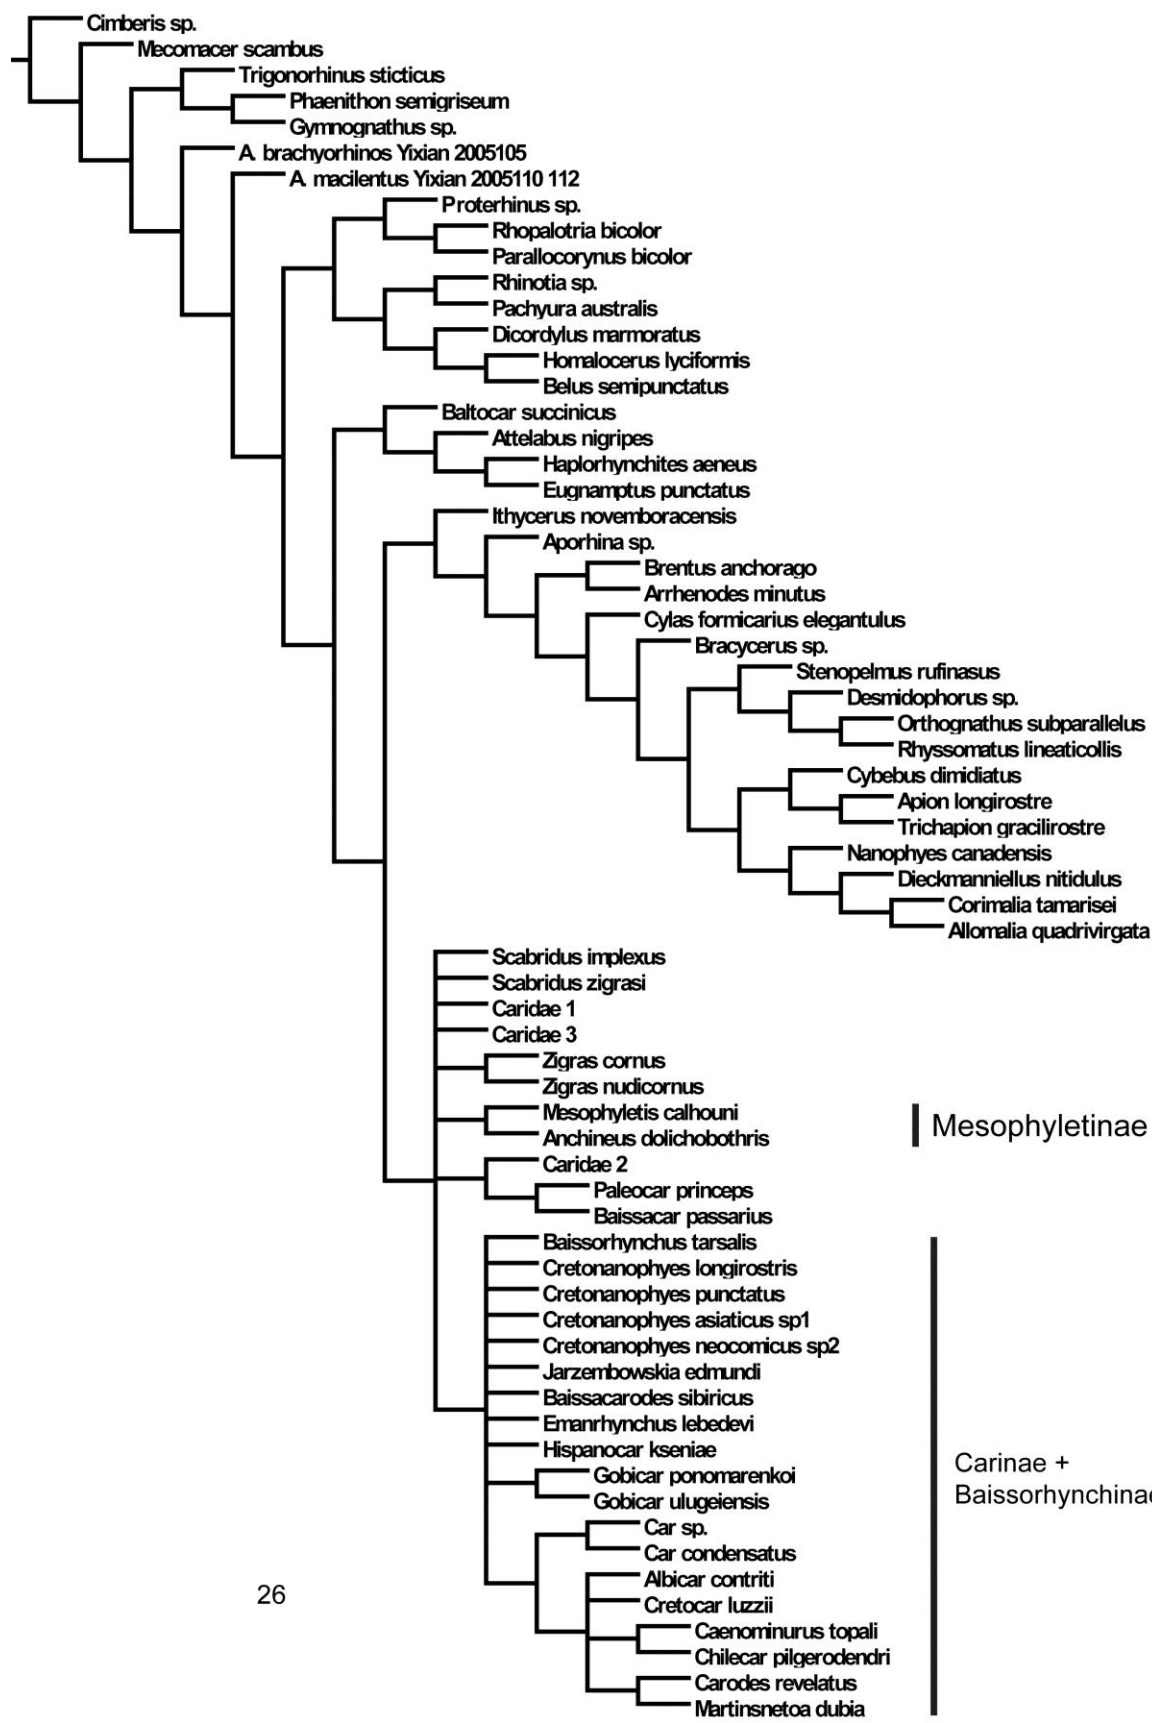 Cimberis sp.
Mecomacer scambus
Trigonorhinus sticticus
Phaenithon semigriseum
Gymnognathus sp.
A. brachyorhinos Yixian 2005105
A. macilentus Yixian 2005110 112
Proterhinus sp.
Rhopalotria bicolor
Parallocorynus bicolor
Rhinotia sp.
Pachyura australis
Dicordylus marmoratus
Homalocerus lyciformis
Belus semipunctatus
Baltocar succinicus
Attelabus nigripes
Haplorhynchites aeneus
Eugnamptus punctatus
Ithycerus novemboracensis
Aporhina sp.
Brentus anchorago
Arrhenodes minutus
Cylas formicarius elegantulus
Bracycerus sp.
Stenopelmus rufinasus
Desmidophorus sp.
Orthognathus subparallelus
Rhyssomatus lineaticollis
Cybebus dimidiatus
Apion longirostre
Trichapion gracilirostre
Nanophyes canadensis
Dieckmanniellus nitidulus
Corimalia tamarisei
Allomalia quadrivirgata
Scabridus implexus
Scabridus zigrasi
Caridae 1
Caridae 3
Zigras cornus
Zigras nudicornus
Mesophyletis calhouni
Mesophyletinae
Anchineus dolichobothris
Caridae 2
Paleocar princeps
Baissacar passarius
Baissorhynchus tarsalis
Cretonanophyes longirostris
Cretonanophyes punctatus
Cretonanophyes asiaticus sp1
Cretonanophyes neocomicus sp2
Jarzembowskia edmundi
Baissacarodes sibiricus
Emanrhynchus lebedevi
Hispanocar kseniae
Carinae +
Baissorhynchinae
Gobicar ponomarenkoi
Gobicar ulugeiensis
Car sp.
Car condensatus
Albicar contriti
26
Cretocar luzzii
Caenominurus topali
Chilecar pilgerodendri
Carodes revelatus
Martinsnetoa dubia